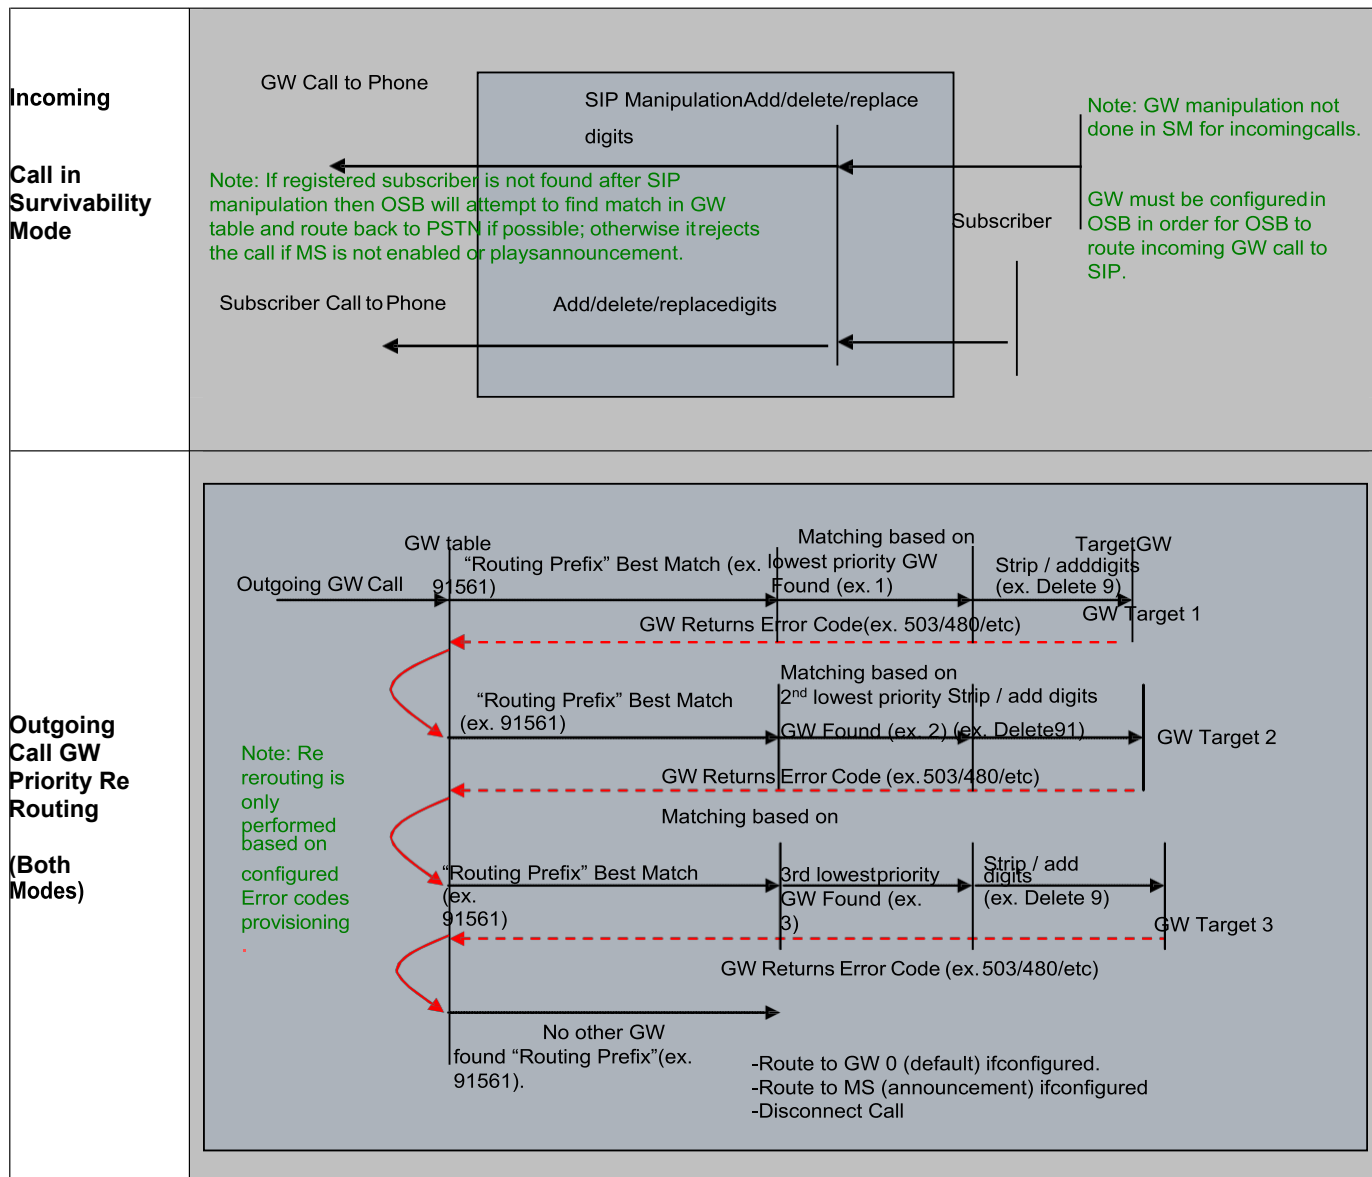 Incoming
Call in
Survivability
Mode
GW Call to Phone
SIP ManipulationAdd/delete/replace
digits
Note: GW manipulation not
done in SM for incomingcalls.
Note: If registered subscriber is not found after SIP
manipulation then OSB will attempt to find match in GW
table and route back to PSTN if possible; otherwise it rejects
the call if MS is not enabled or playsannouncement.
Subscriber
GW must be configured in
OSB in order for OSB to
route incoming GW call to
SIP.
Subscriber Call to Phone
Add/delete/replacedigits
Outgoing
Call GW
Priority Re
Routing
(Both
Modes)
GW table
Outgoing GW Call
"Routing Prefix" Best Match (ex.
91561)
Matching based on
lowest priority GW
Found (ex. 1)
TargetGW
Strip / adddigits
(ex. Delete 9)
GW Target 1
GW Returns Error Code(ex. 503/480/etc)
"Routing Prefix" Best Match
(ex. 91561)
Matching based on
2nd lowest priority
GW Found (ex. 2)
Strip / add digits
(ex. Delete91)
GW Target 2
GW Returns Error Code (ex. 503/480/etc)
Note: Re
rerouting is
only
performed
based on
configured
Error codes
provisioning
.
Matching based on
"Routing Prefix" Best Match
(ex.
91561)
3rd lowestpriority
GW Found (ex.
3)
Strip / add
digits
(ex. Delete 9)
GW Target 3
GW Returns Error Code (ex. 503/480/etc)
No other GW
found "Routing Prefix"(ex.
91561).
-Route to GW 0 (default) ifconfigured.
-Route to MS (announcement) ifconfigured
-Disconnect Call